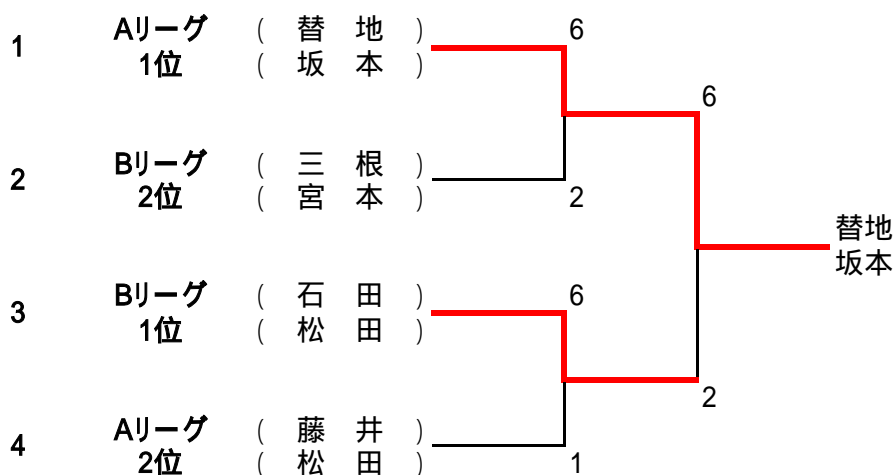 1 Aリーグ ( 替 地 ) 6
1位 ( 坂 本 )
6
2 Bリーグ ( 三 根 )
2位 ( 宮 本 ) 2
替地
坂本
3 Bリーグ ( 石 田 ) 6
1位 ( 松 田 )
2
4 Aリーグ ( 藤 井 )
2位 ( 松 田 ) 1